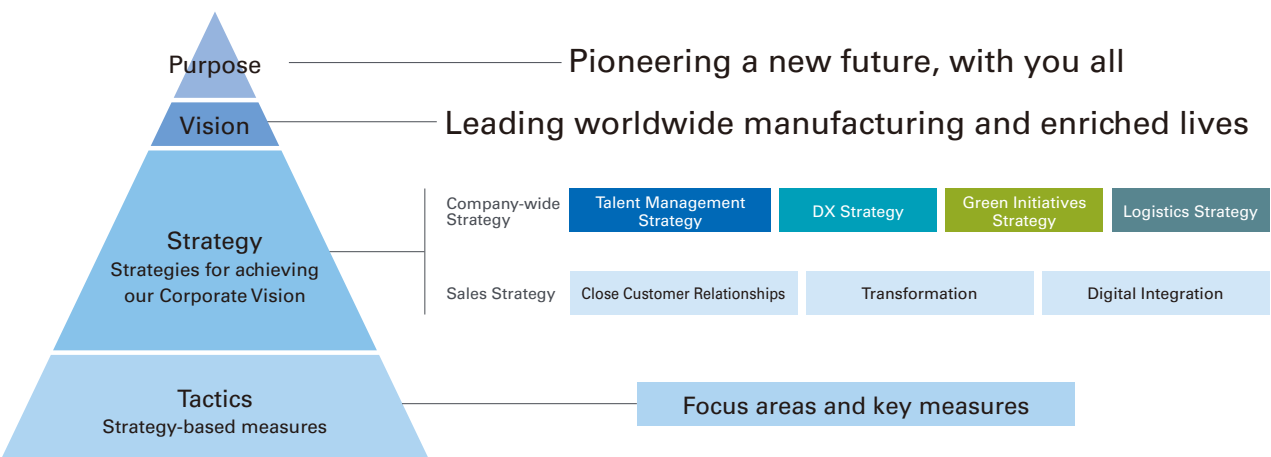 Purpose
Pioneering a new future, with you all
Vision
Leading worldwide manufacturing and enriched lives
Strategy
Strategies for achieving
our Corporate Vision
Company-wide
Strategy
Talent Management
Strategy
DX Strategy
Green Initiatives
Strategy
Logistics Strategy
Sales Strategy
Close Customer Relationships
Transformation
Digital Integration
Tactics
Strategy-based measures
Focus areas and key measures